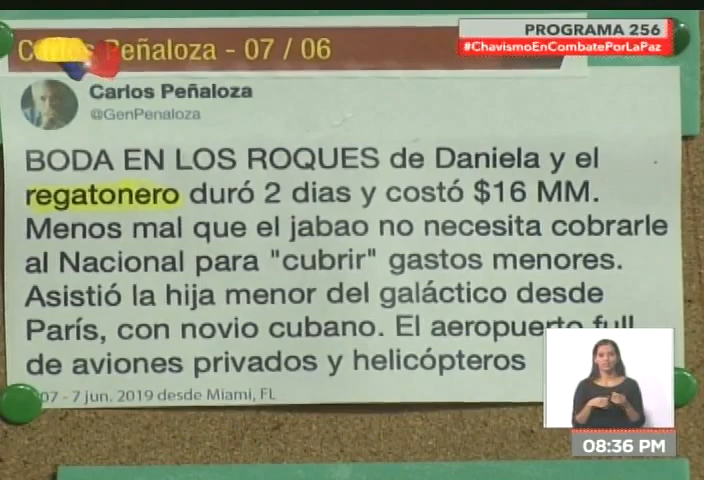 PROGRAMA 256
#ChavismoEnCombatePorLaPaz
Carlos Peñaloza - 07 / 06
Carlos Peñaloza
@GenPenaloza
BODA EN LOS ROQUES de Daniela y el
regatonero duró 2 dias y costó $16 MM.
Menos mal que el jabao no necesita cobrarle
al Nacional para "cubrir" gastos menores.
Asistió la hija menor del galáctico desde
París, con novio cubano. El aeropuerto full
de aviones privados y helicópteros
07 - 7 jun. 2019 desde Miami, FL
08:36 PM